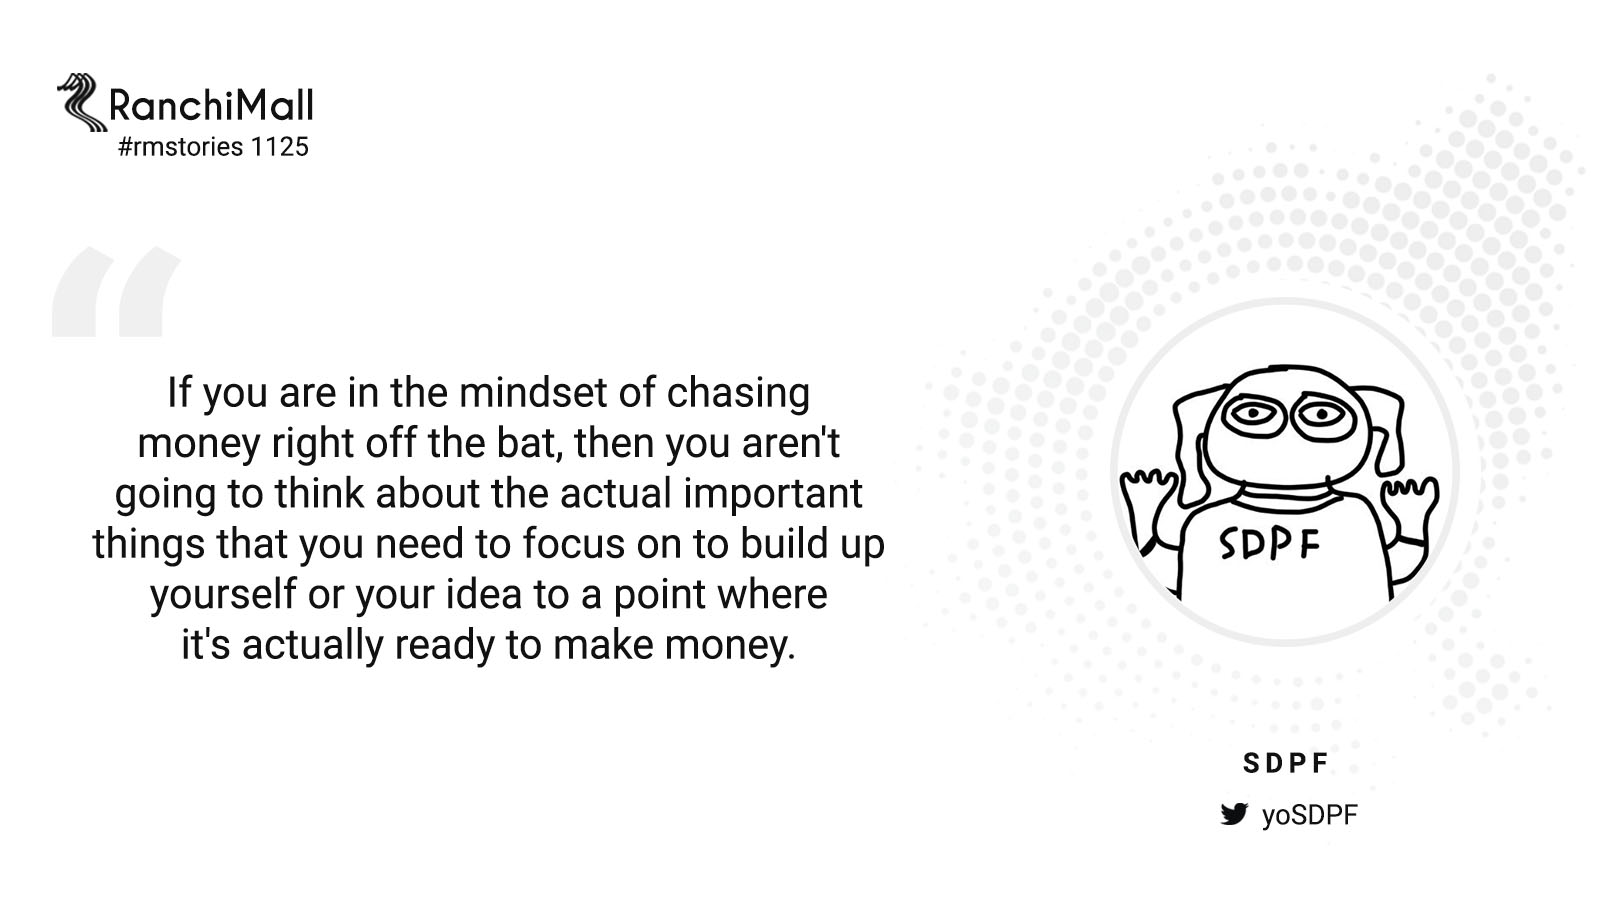 RanchiMall
#rmstories 1125
“
If you are in the mindset of chasing
money right off the bat, then you aren't
going to think about the actual important
things that you need to focus on to build up
yourself or your idea to a point where
it's actually ready to make money.
SDPF
SDPF
yoSDPF